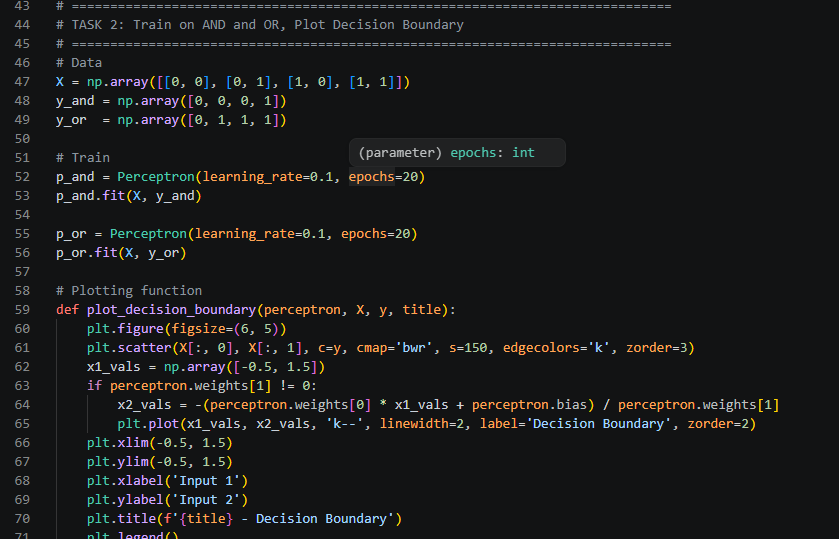 43 # =============================================================================
44 # TASK 2: Train on AND and OR, Plot Decision Boundary
45 # =============================================================================
46 # Data
47 X = np.array([[0, 0], [0, 1], [1, 0], [1, 1]])
48 y_and = np.array([0, 0, 0, 1])
49 y_or  = np.array([0, 1, 1, 1])
50
(parameter) epochs: int
51 # Train
52 p_and = Perceptron(learning_rate=0.1, epochs=20)
53 p_and.fit(X, y_and)
54
55 p_or = Perceptron(learning_rate=0.1, epochs=20)
56 p_or.fit(X, y_or)
57
58 # Plotting function
59 def plot_decision_boundary(perceptron, X, y, title):
60     plt.figure(figsize=(6, 5))
61     plt.scatter(X[:, 0], X[:, 1], c=y, cmap='bwr', s=150, edgecolors='k', zorder=3)
62     x1_vals = np.array([-0.5, 1.5])
63     if perceptron.weights[1] != 0:
64         x2_vals = -(perceptron.weights[0] * x1_vals + perceptron.bias) / perceptron.weights[1]
65         plt.plot(x1_vals, x2_vals, 'k--', linewidth=2, label='Decision Boundary', zorder=2)
66     plt.xlim(-0.5, 1.5)
67     plt.ylim(-0.5, 1.5)
68     plt.xlabel('Input 1')
69     plt.ylabel('Input 2')
70     plt.title(f'{title} - Decision Boundary')
71     plt.legend()